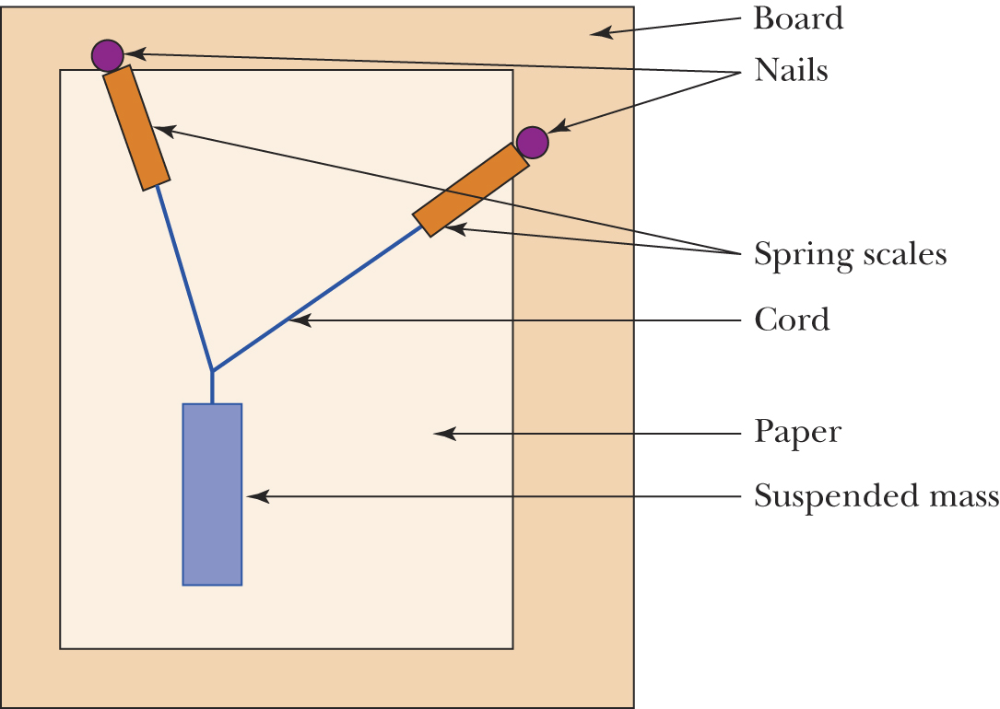 Board
Nails
Spring scales
Cord
Paper
Suspended mass